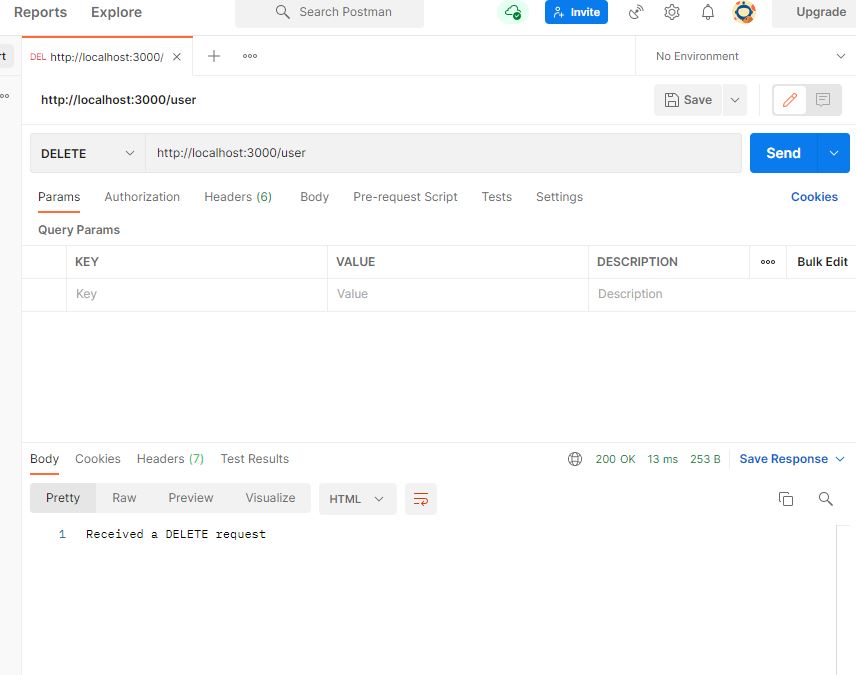 Reports Explore Search Postman Invite Upgrade
rt DEL http://localhost:3000/ No Environment
http://localhost:3000/user Save
DELETE http://localhost:3000/user Send
Params Authorization Headers (6) Body Pre-request Script Tests Settings Cookies
Query Params
KEY VALUE DESCRIPTION Bulk Edit
Key Value Description
Body Cookies Headers (7) Test Results 200 OK 13 ms 253 B Save Response
Pretty Raw Preview Visualize HTML
1 Received a DELETE request